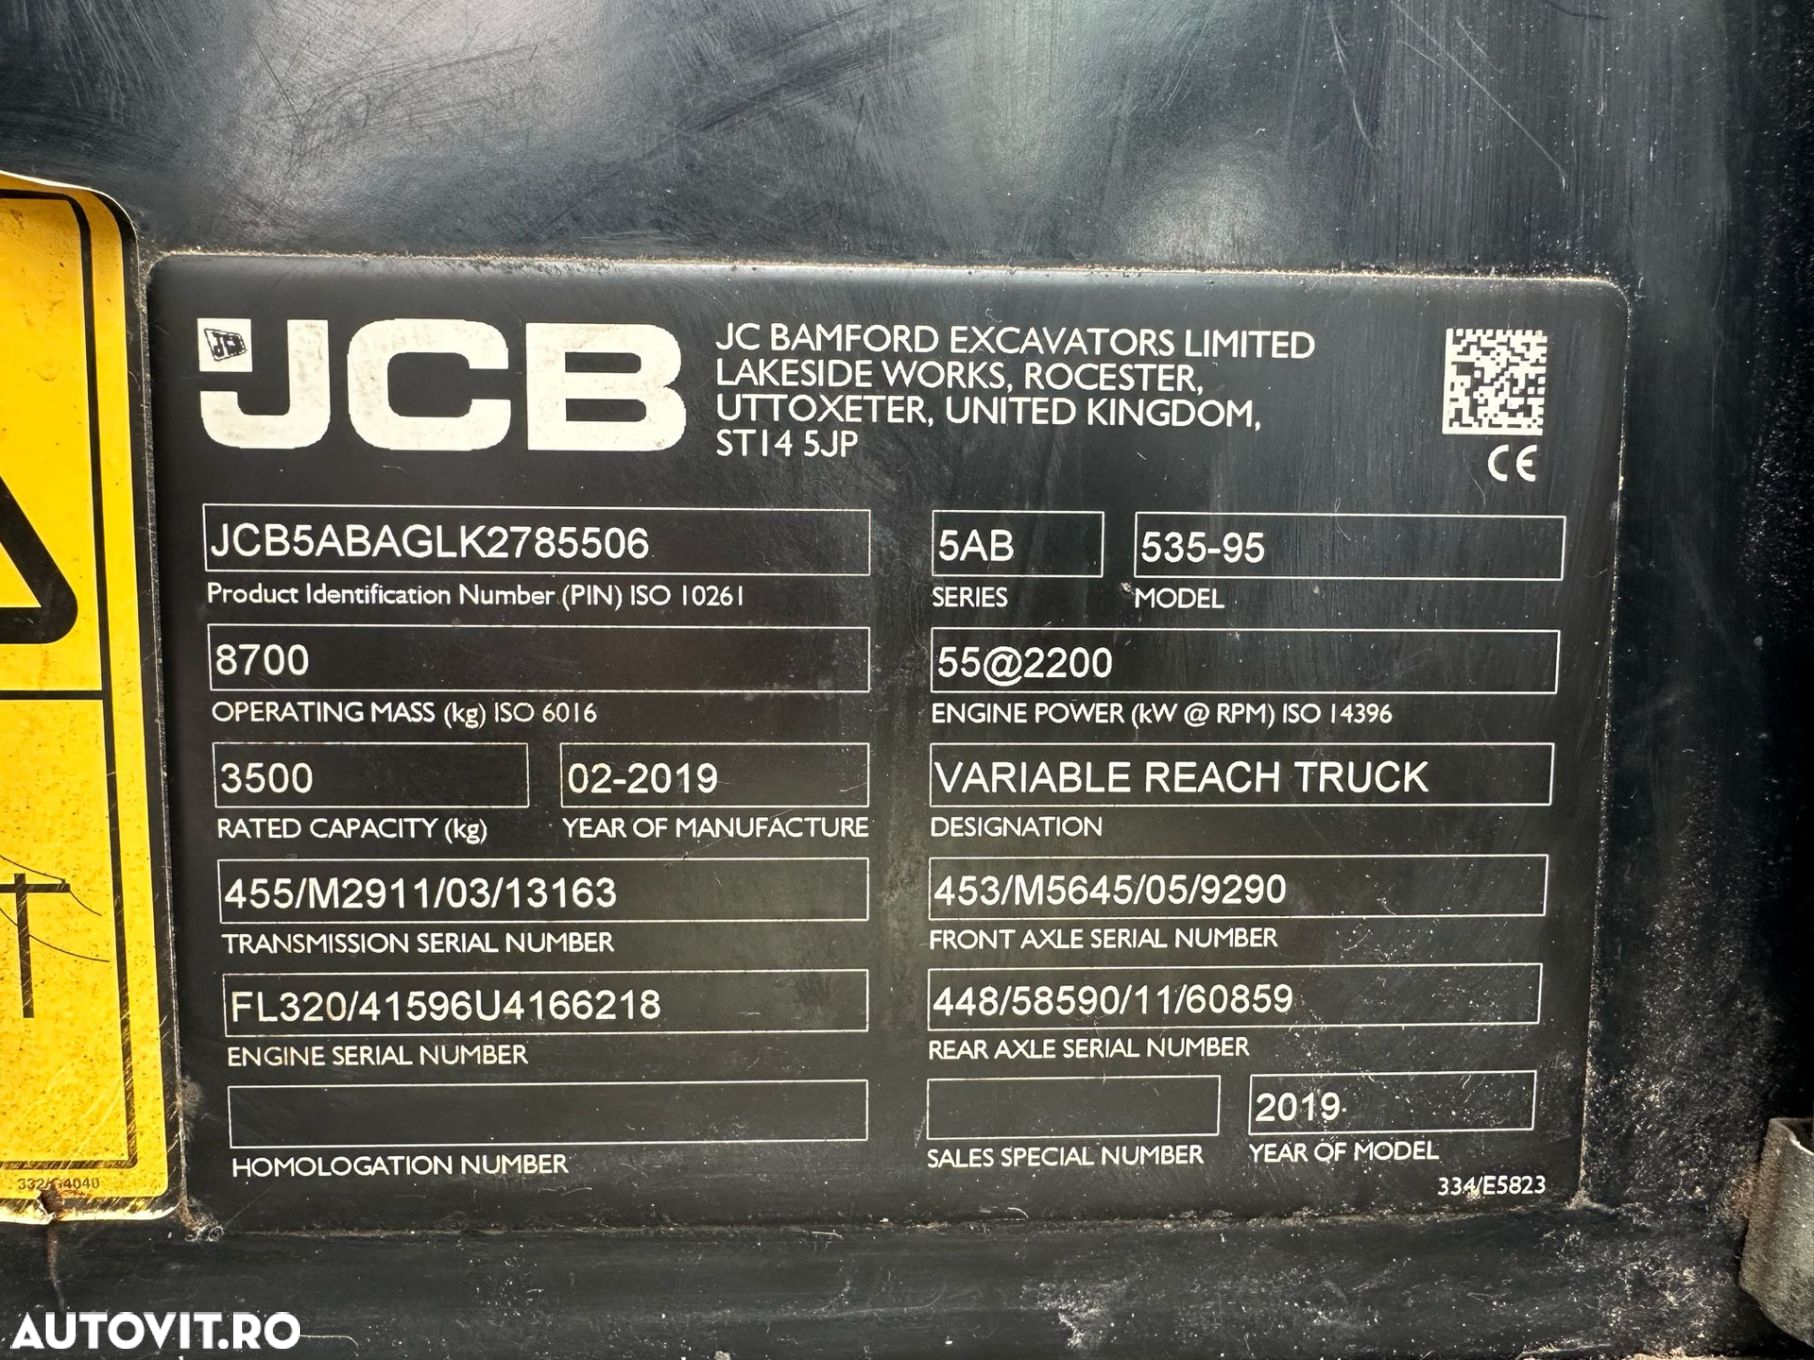 JCB
JCB
JC BAMFORD EXCAVATORS LIMITED
LAKESIDE WORKS, ROCESTER,
UTTOXETER, UNITED KINGDOM,
ST14 5JP
CE
JCB5ABAGLK2785506
Product Identification Number (PIN) ISO 10261
5AB
SERIES
535-95
MODEL
8700
OPERATING MASS (kg) ISO 6016
55@2200
ENGINE POWER (kW @ RPM) ISO 14396
3500
RATED CAPACITY (kg)
02-2019
YEAR OF MANUFACTURE
VARIABLE REACH TRUCK
DESIGNATION
455/M2911/03/13163
TRANSMISSION SERIAL NUMBER
453/M5645/05/9290
FRONT AXLE SERIAL NUMBER
FL320/41596U4166218
ENGINE SERIAL NUMBER
448/58590/11/60859
REAR AXLE SERIAL NUMBER
HOMOLOGATION NUMBER
SALES SPECIAL NUMBER
2019
YEAR OF MODEL
334/E5823
332/G4040
AUTOVIT.RO